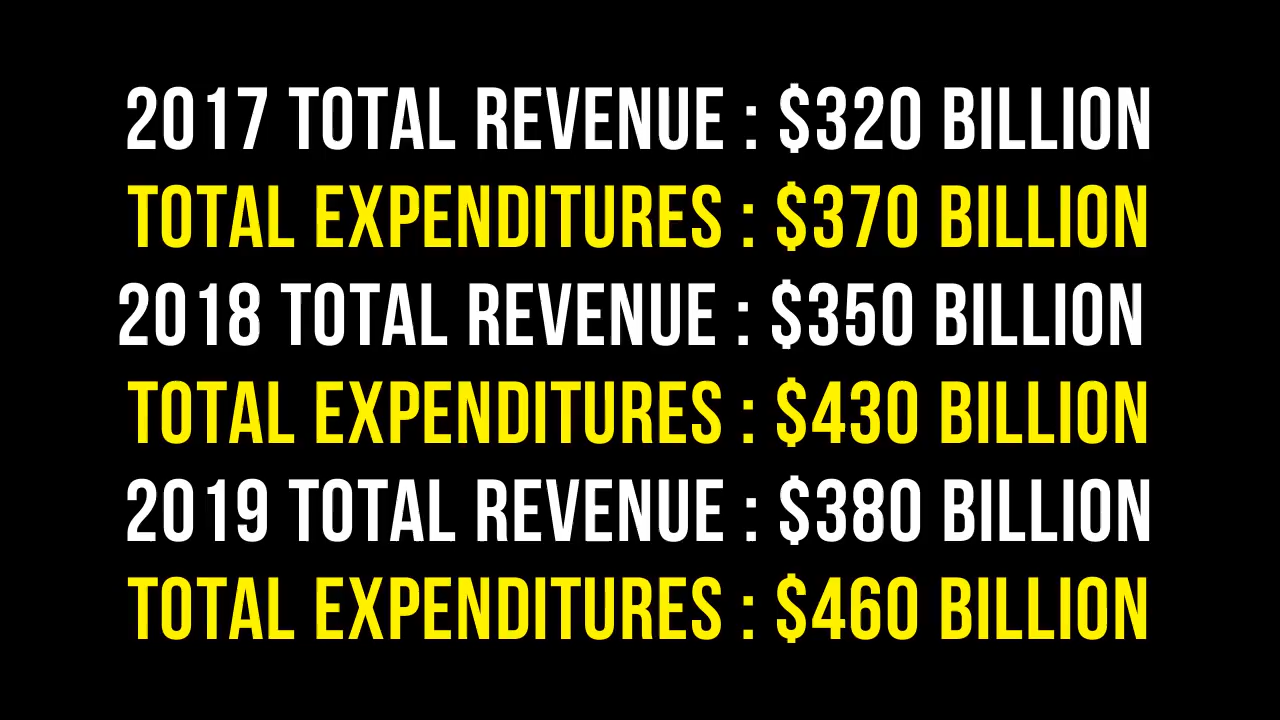 2017 TOTAL REVENUE : $320 BILLION
TOTAL EXPENDITURES : $370 BILLION
2018 TOTAL REVENUE : $350 BILLION
TOTAL EXPENDITURES : $430 BILLION
2019 TOTAL REVENUE : $380 BILLION
TOTAL EXPENDITURES : $460 BILLION